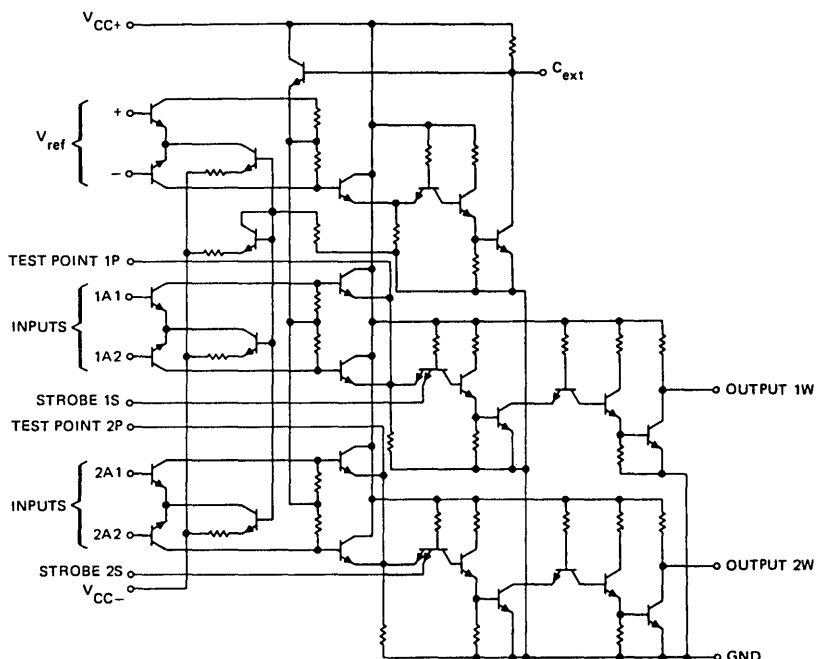 VCC+
Cext
+
Vref
−
TEST POINT 1P
1A1
INPUTS
1A2
OUTPUT 1W
STROBE 1S
TEST POINT 2P
2A1
INPUTS
2A2
OUTPUT 2W
STROBE 2S
VCC−
GND